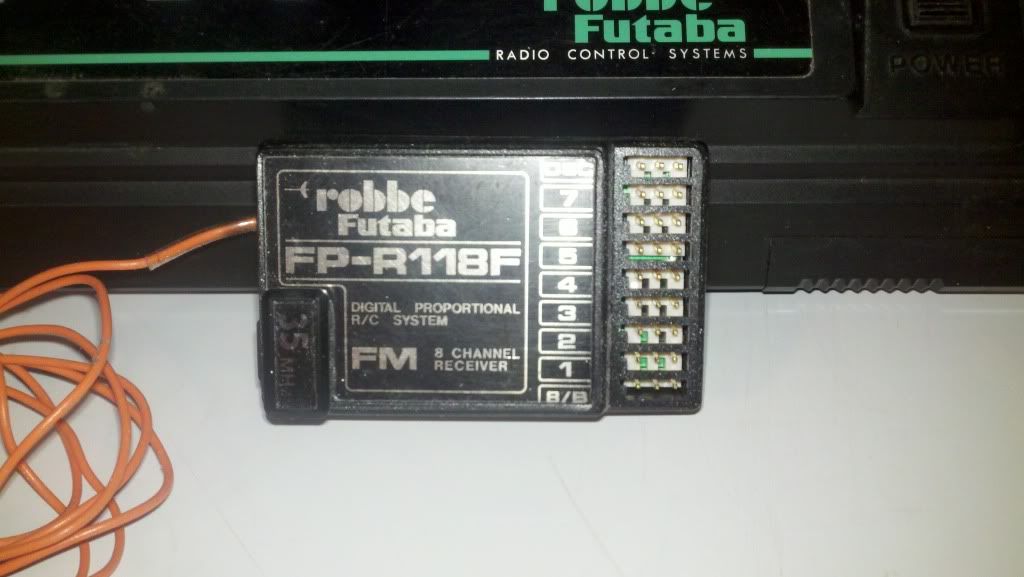 robbe
Futaba
RADIO CONTROL SYSTEMS
POWER
robbe
Futaba
FP-R118F
DIGITAL PROPORTIONAL
R/C SYSTEM
FM 8 CHANNEL
RECEIVER
35 MHz
DSC
7
6
5
4
3
2
1
8/B